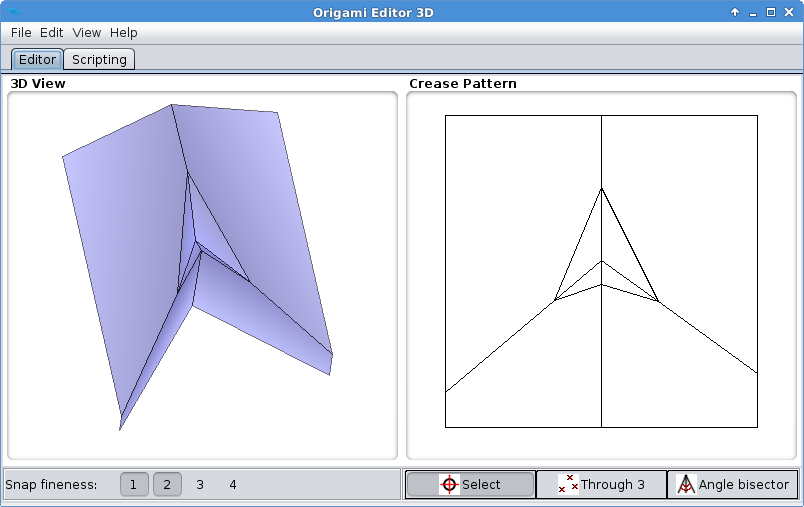 Origami Editor 3D
File Edit View Help
Editor Scripting
3D View Crease Pattern
Snap fineness: 1 2 3 4 Select Through 3 Angle bisector